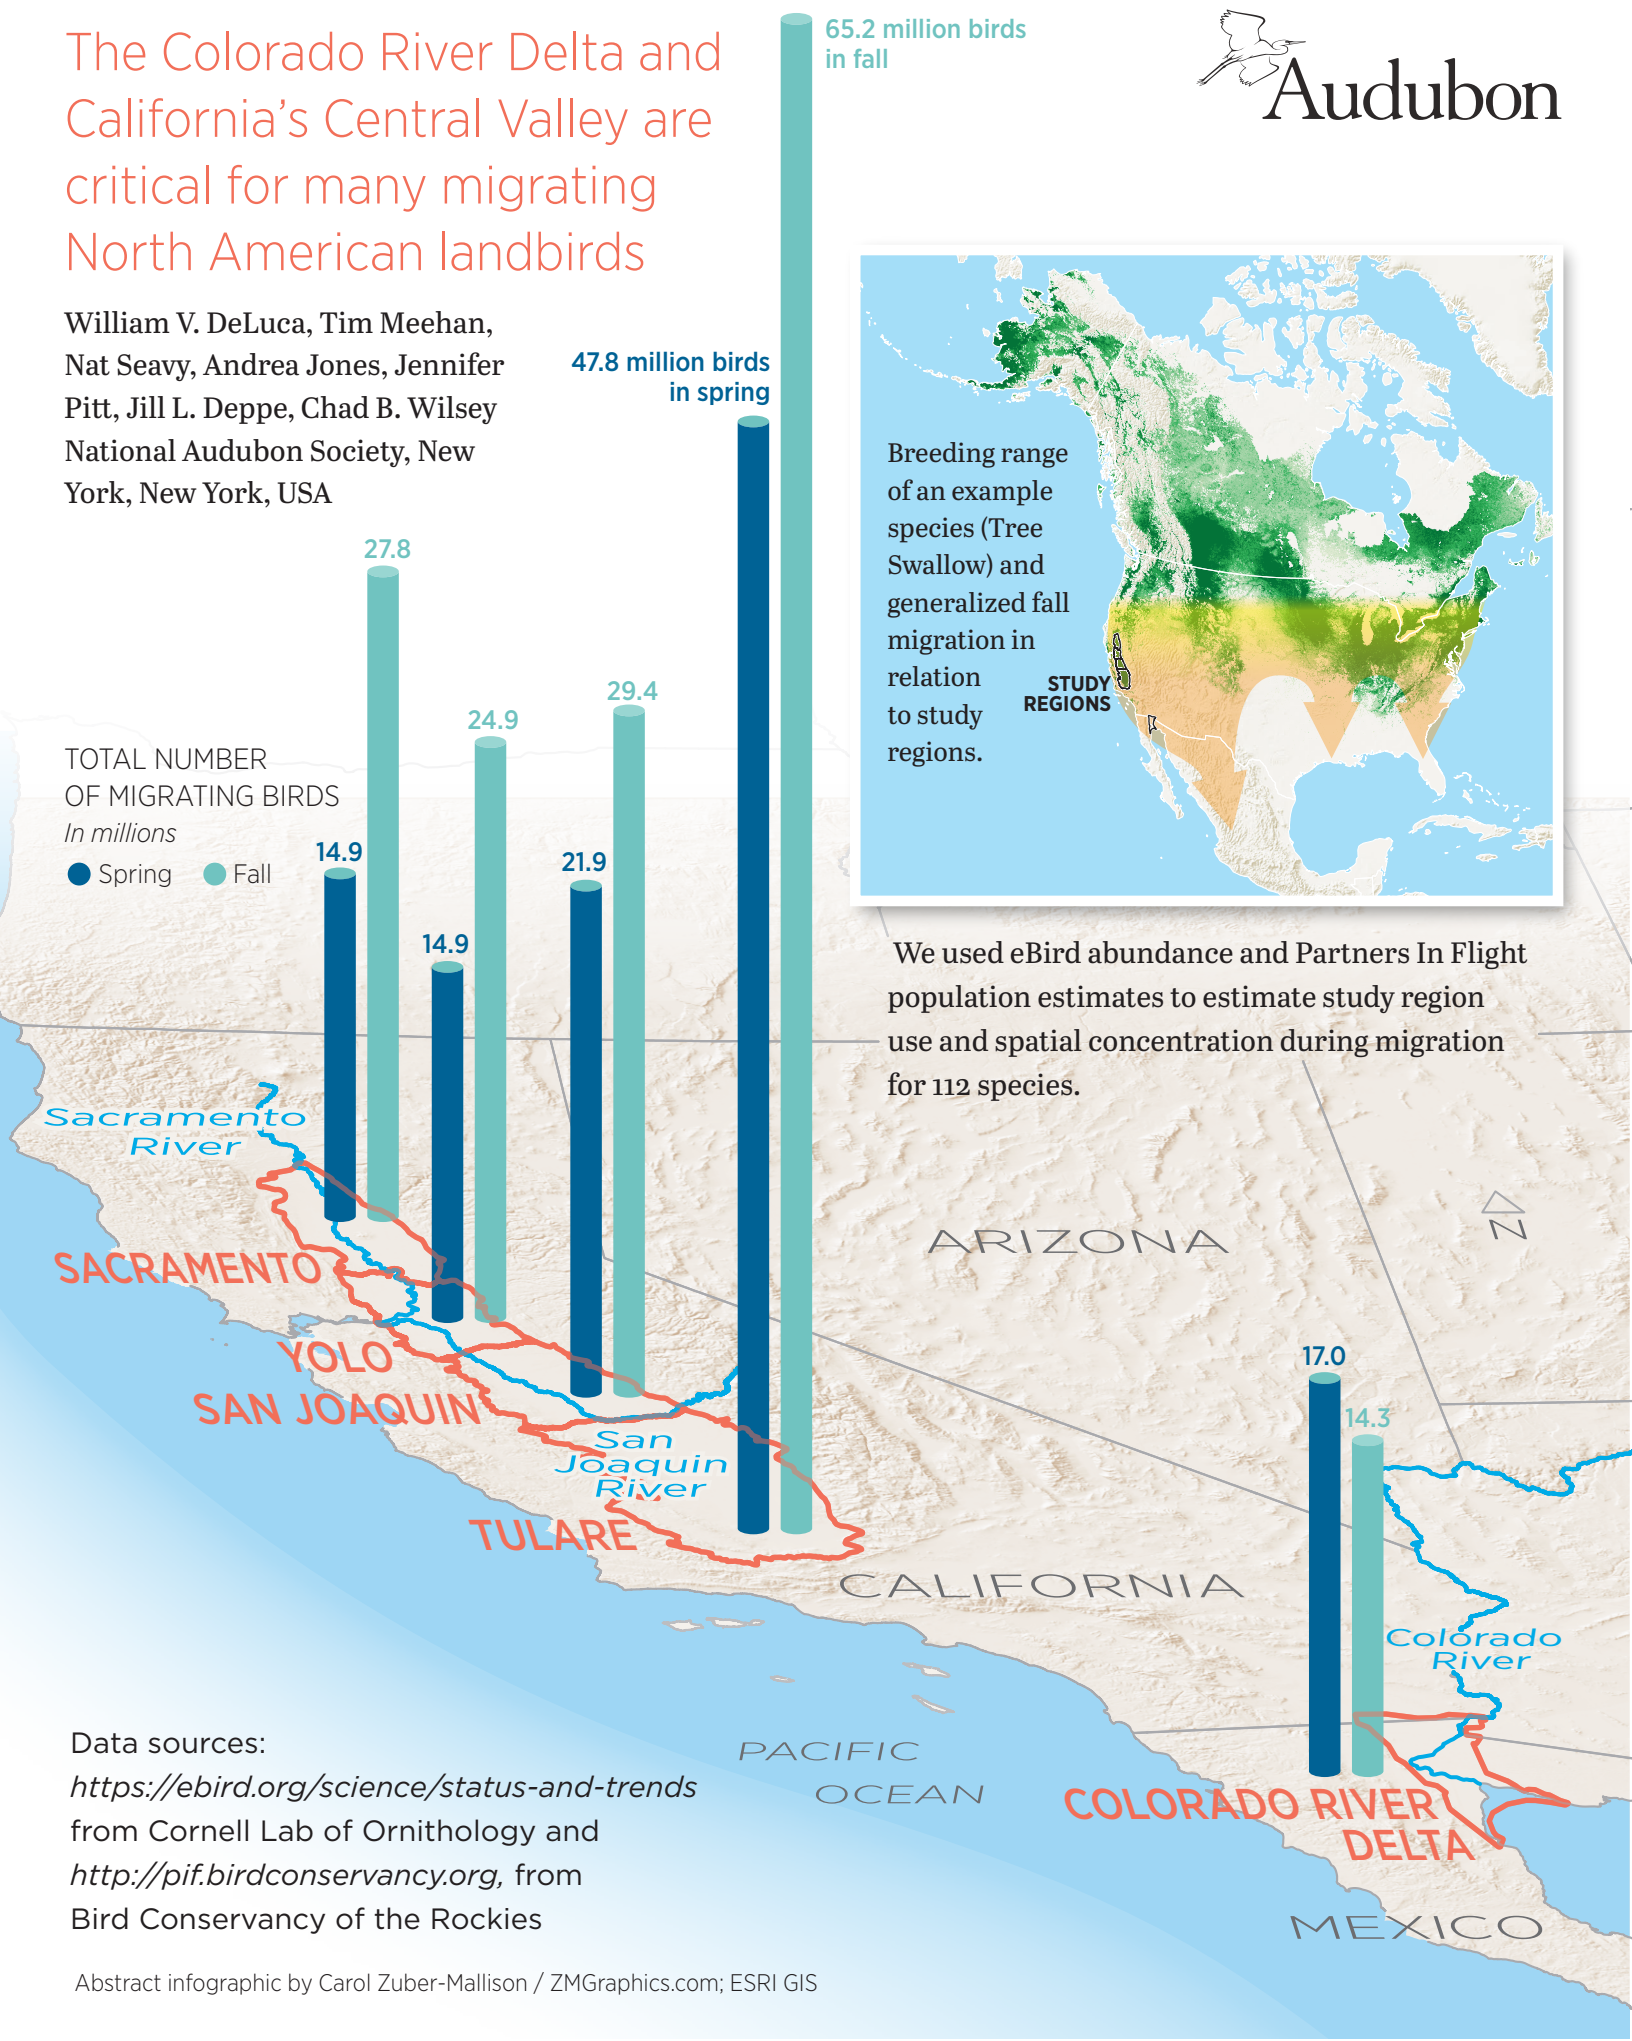 The Colorado River Delta and
California's Central Valley are
critical for many migrating
North American landbirds
William V. DeLuca, Tim Meehan,
Nat Seavy, Andrea Jones, Jennifer
Pitt, Jill L. Deppe, Chad B. Wilsey
National Audubon Society, New
York, New York, USA
65.2 million birds
in fall
Audubon
47.8 million birds
in spring
Breeding range
of an example
species (Tree
Swallow) and
generalized fall
migration in
relation
to study
regions.
STUDY
REGIONS
27.8
24.9
29.4
TOTAL NUMBER
OF MIGRATING BIRDS
In millions
Spring
Fall
14.9
14.9
21.9
We used eBird abundance and Partners In Flight
population estimates to estimate study region
use and spatial concentration during migration
for 112 species.
Sacramento
River
SACRAMENTO
YOLO
SAN JOAQUIN
San
Joaquin
River
TULARE
ARIZONA
N
CALIFORNIA
17.0
14.3
Colorado
River
PACIFIC
OCEAN
COLORADO RIVER
DELTA
MEXICO
Data sources:
https://ebird.org/science/status-and-trends
from Cornell Lab of Ornithology and
http://pif.birdconservancy.org, from
Bird Conservancy of the Rockies
Abstract infographic by Carol Zuber-Mallison / ZMGraphics.com; ESRI GIS